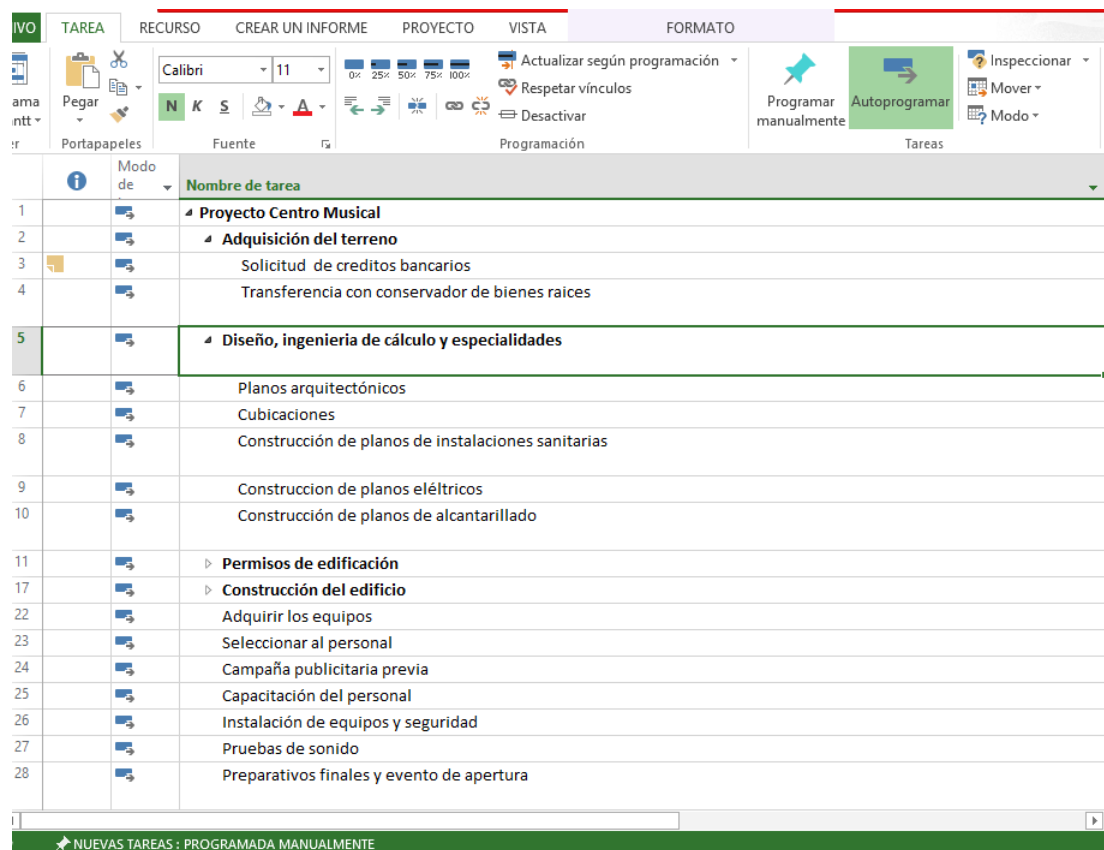 IVO TAREA RECURSO CREAR UN INFORME PROYECTO VISTA FORMATO
Calibri 11
0% 25% 50% 75% 100%
Actualizar según programación
Respetar vínculos
Desactivar
N K S A
Pegar
Programar manualmente
Autoprogramar
Inspeccionar
Mover
Modo
ama
ntt
er Portapapeles Fuente Programación Tareas
Modo de Nombre de tarea
1 Proyecto Centro Musical
2 Adquisición del terreno
3 Solicitud de creditos bancarios
4 Transferencia con conservador de bienes raices
5 Diseño, ingenieria de cálculo y especialidades
6 Planos arquitectónicos
7 Cubicaciones
8 Construcción de planos de instalaciones sanitarias
9 Construccion de planos eléltricos
10 Construcción de planos de alcantarillado
11 Permisos de edificación
17 Construcción del edificio
22 Adquirir los equipos
23 Seleccionar al personal
24 Campaña publicitaria previa
25 Capacitación del personal
26 Instalación de equipos y seguridad
27 Pruebas de sonido
28 Preparativos finales y evento de apertura
NUEVAS TAREAS : PROGRAMADA MANUALMENTE